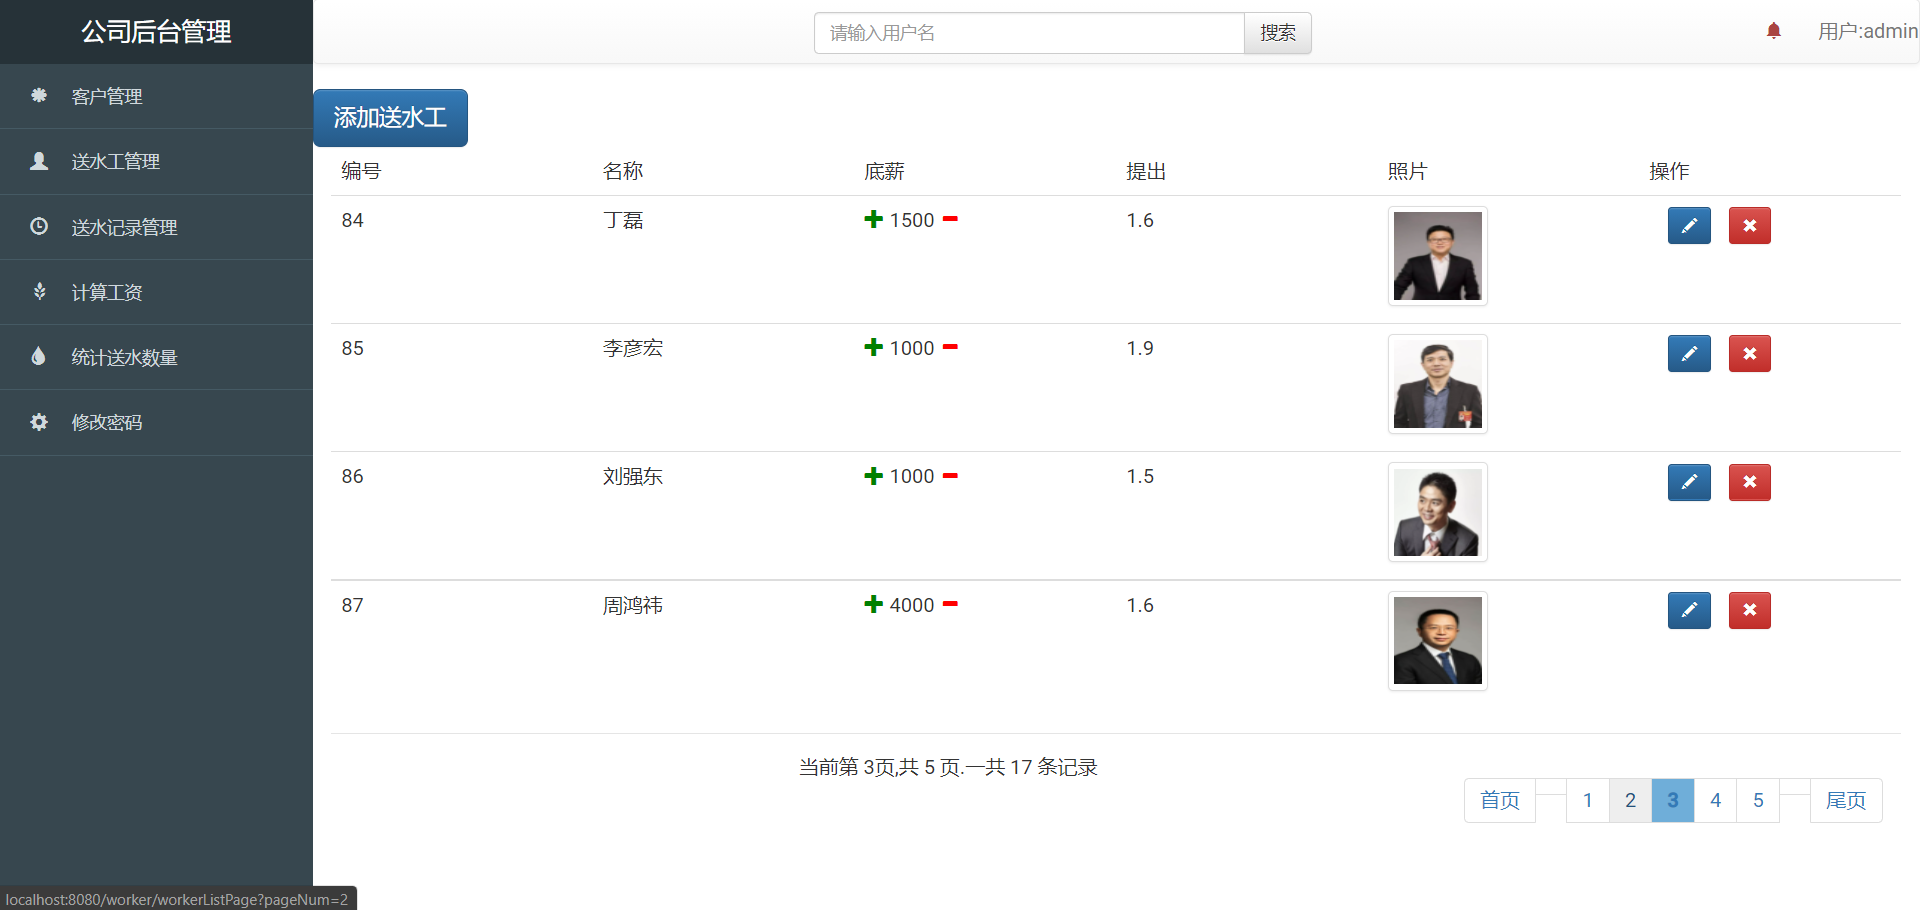 公司后台管理
请输入用户名 搜索
用户:admin
客户管理
送水工管理
送水记录管理
计算工资
统计送水数量
修改密码
添加送水工
编号 名称 底薪 提出 照片 操作
84 丁磊 1500 1.6
85 李彦宏 1000 1.9
86 刘强东 1000 1.5
87 周鸿祎 4000 1.6
当前第 3页,共 5 页.一共 17 条记录
首页 1 2 3 4 5 尾页
localhost:8080/worker/workerListPage?pageNum=2